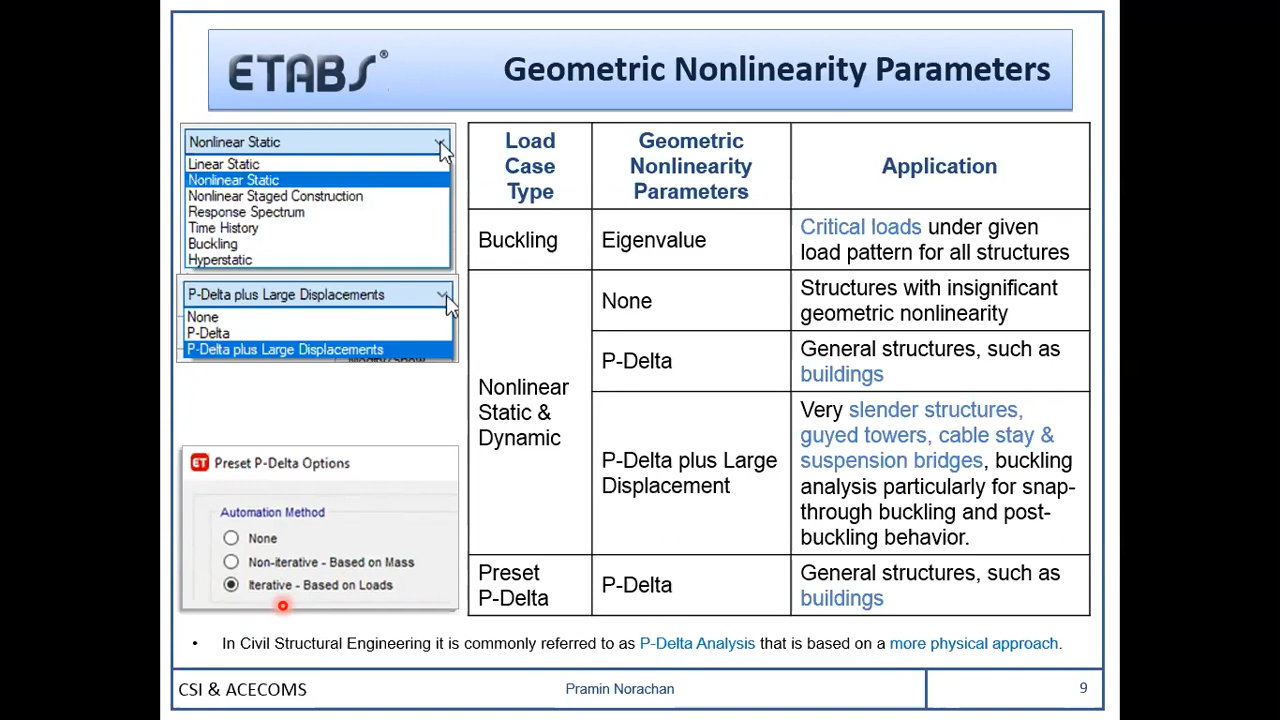 ETABS®
Geometric Nonlinearity Parameters
Nonlinear Static
Linear Static
Nonlinear Static
Nonlinear Staged Construction
Response Spectrum
Time History
Buckling
Hyperstatic
P-Delta plus Large Displacements
None
P-Delta
P-Delta plus Large Displacements
ET Preset P-Delta Options
Automation Method
None
Non-iterative - Based on Mass
Iterative - Based on Loads
Load
Case
Type
Geometric
Nonlinearity
Parameters
Application
Buckling
Eigenvalue
Critical loads under given
load pattern for all structures
Nonlinear
Static &
Dynamic
None
Structures with insignificant
geometric nonlinearity
P-Delta
General structures, such as
buildings
P-Delta plus Large
Displacement
Very slender structures,
guyed towers, cable stay &
suspension bridges, buckling
analysis particularly for snap-
through buckling and post-
buckling behavior.
Preset
P-Delta
P-Delta
General structures, such as
buildings
• In Civil Structural Engineering it is commonly referred to as P-Delta Analysis that is based on a more physical approach.
CSI & ACECOMS
Pramin Norachan
9